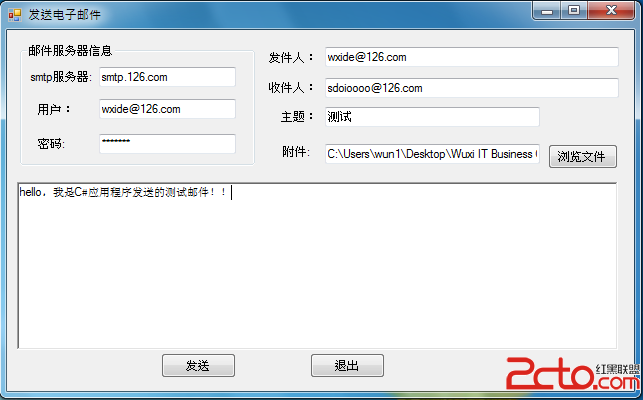 发送电子邮件
邮件服务器信息
smtp服务器: smtp.126.com
用户： wxide@126.com
密码: *******
发件人： wxide@126.com
收件人： sdoioooo@126.com
主题： 测试
附件: C:\Users\wun1\Desktop\Wuxi IT Business
浏览文件
hello，我是C#应用程序发送的测试邮件！！
发送
退出
2cto.com
红黑联盟